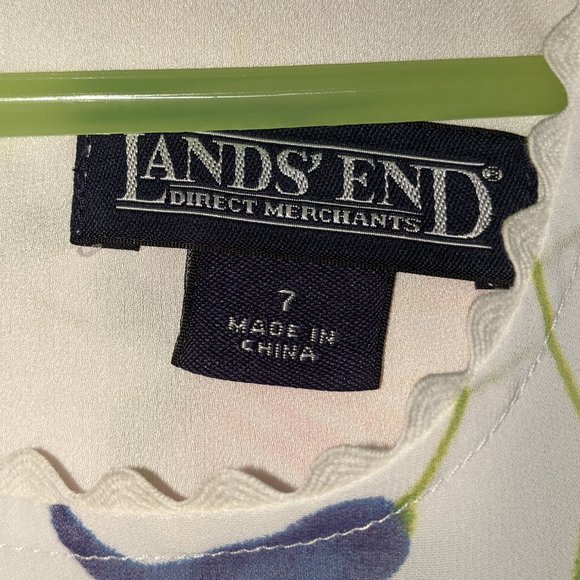 LANDS' END®
DIRECT MERCHANTS
7
MADE IN
CHINA